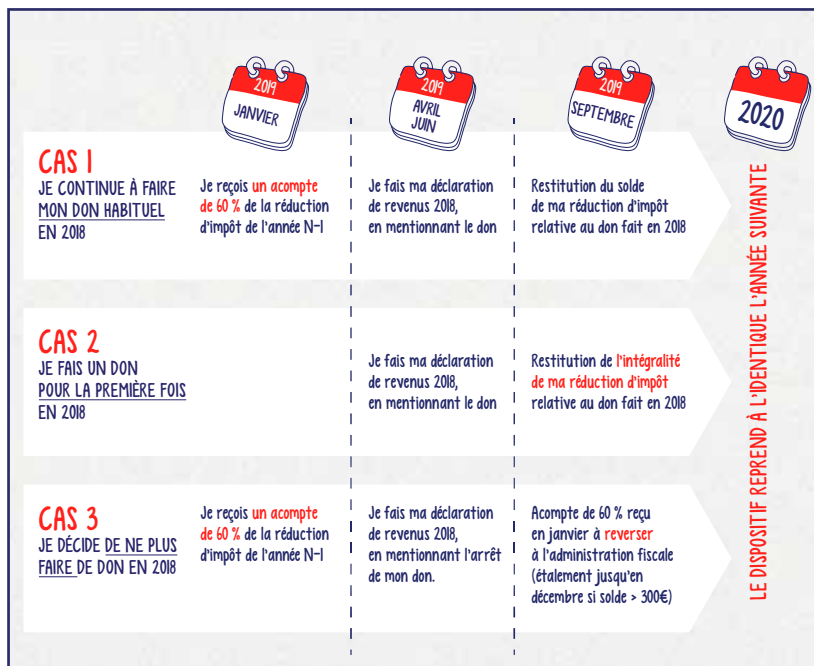 2019
JANVIER
2019
AVRIL
JUIN
2019
SEPTEMBRE
2020
CAS 1
JE CONTINUE À FAIRE
MON DON HABITUEL
EN 2018
Je reçois un acompte
de 60 % de la réduction
d'impôt de l'année N-1
Je fais ma déclaration
de revenus 2018,
en mentionnant le don
Restitution du solde
de ma réduction d'impôt
relative au don fait en 2018
CAS 2
JE FAIS UN DON
POUR LA PREMIÈRE FOIS
EN 2018
Je fais ma déclaration
de revenus 2018,
en mentionnant le don
Restitution de l'intégralité
de ma réduction d'impôt
relative au don fait en 2018
CAS 3
JE DÉCIDE DE NE PLUS
FAIRE DE DON EN 2018
Je reçois un acompte
de 60 % de la réduction
d'impôt de l'année N-1
Je fais ma déclaration
de revenus 2018,
en mentionnant l'arrêt
de mon don.
Acompte de 60 % reçu
en janvier à reverser
à l'administration fiscale
(étalement jusqu'en
décembre si solde > 300€)
LE DISPOSITIF REPREND À L'IDENTIQUE L'ANNÉE SUIVANTE